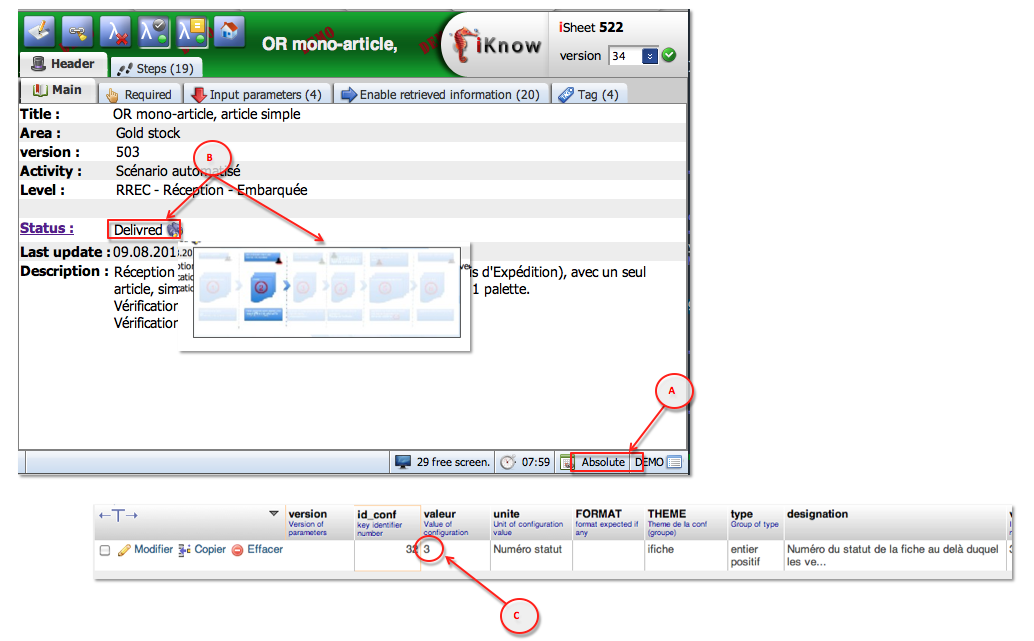 OR mono-article,
iKnow
iSheet 522
version 34
Header
Steps (19)
Main
Required
Input parameters (4)
Enable retrieved information (20)
Tag (4)
Title : OR mono-article, article simple
Area : Gold stock
version : 503
B
Activity : Scénario automatisé
Level : RREC - Réception - Embarquée
Status : Delivred
Last update : 09.08.201
Description : Réception s d'Expédition), avec un seul
article, sim 1 palette.
Vérification
Vérification
A
29 free screen. 07:59 Absolute DEMO
version id_conf valeur unite FORMAT THEME type designation
Version of parameters key identifier number Value of configuration Unit of configuration value format expected if any Theme de la conf (groupe) Group of type
Modifier Copier Effacer 32 3 Numéro statut ifiche entier positif Numéro du statut de la fiche au delà duquel les ve...
C